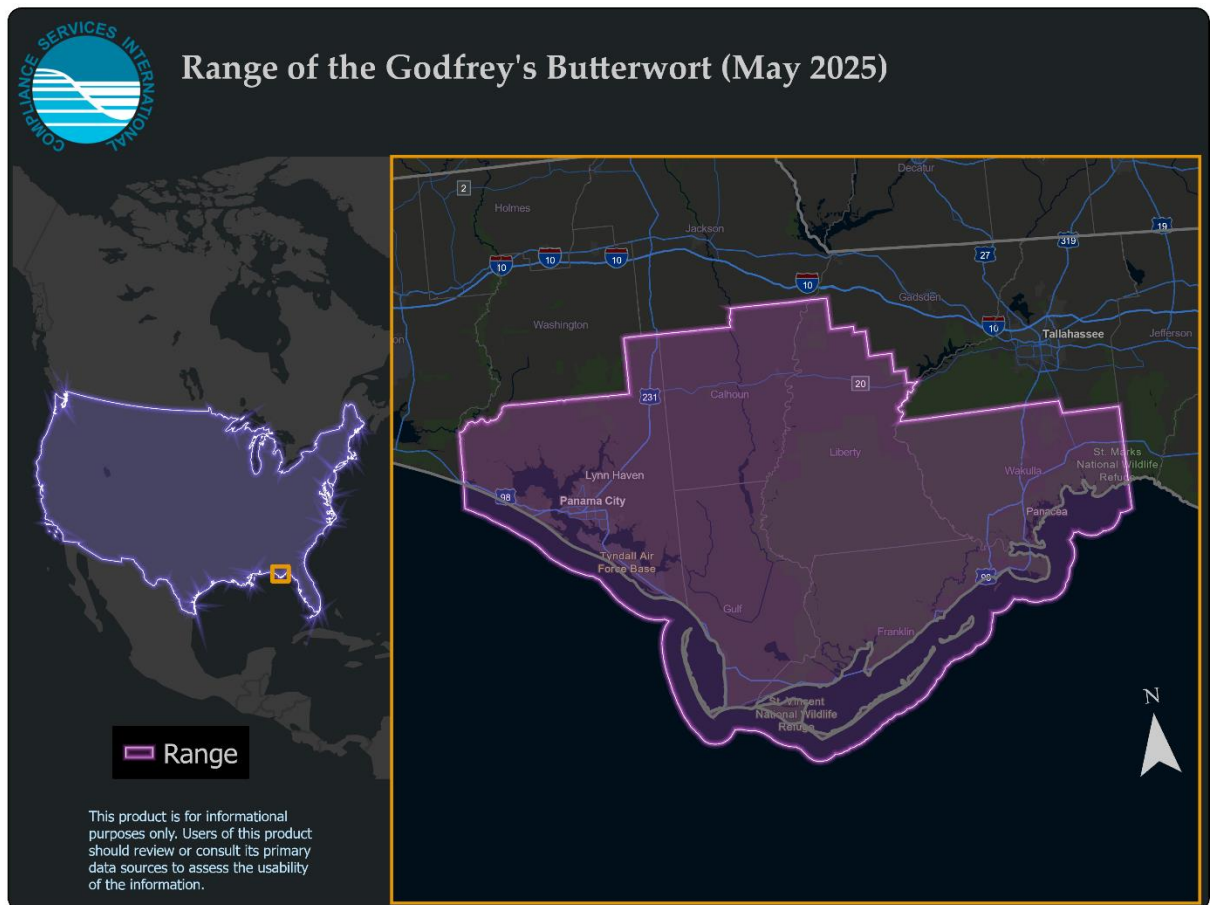 COMPLIANCE SERVICES INTERNATIONAL
Range of the Godfrey's Butterwort (May 2025)
Decatur
2
Holmes
Jackson
19
319
27
10
10
10
10
Gadsden
10
Washington
Tallahassee
Jefferson
on
20
231
Calhoun
Liberty
St. Marks
National Wildlife
Refuge
Wakulla
Lynn Haven
98
Panama City
Panacea
Tyndall Air
Force Base
98
Gulf
Franklin
St. Vincent
National Wildlife
Refuge
N
Range
This product is for informational
purposes only. Users of this product
should review or consult its primary
data sources to assess the usability
of the information.